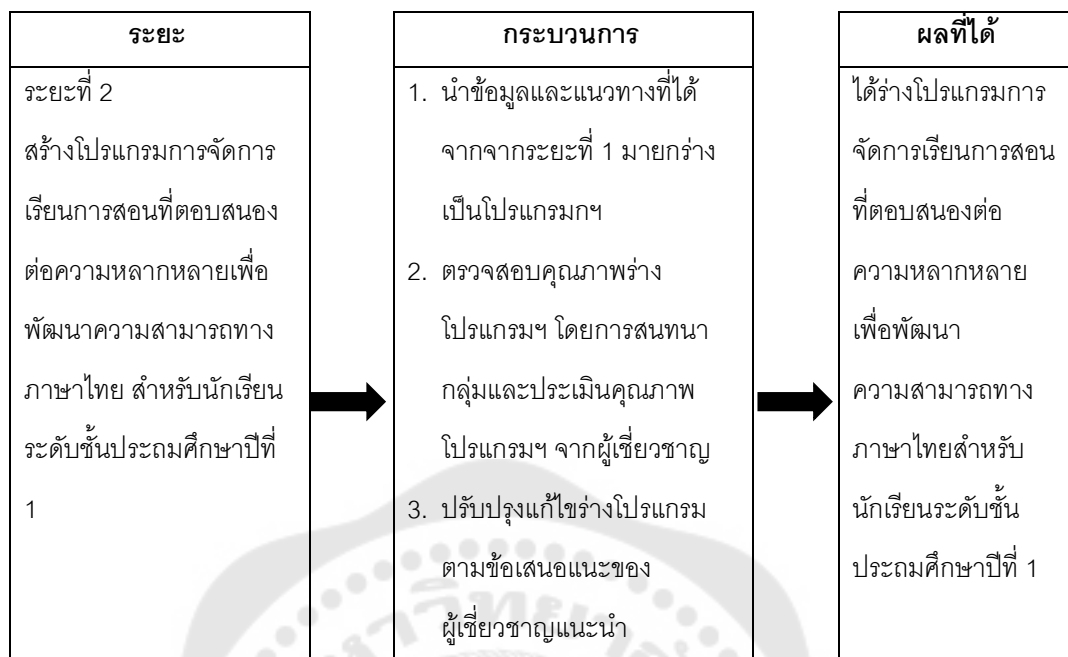 ระยะ
ระยะที่ 2
สร้างโปรแกรมการจัดการ
เรียนการสอนที่ตอบสนอง
ต่อความหลากหลายเพื่อ
พัฒนาความสามารถทาง
ภาษาไทย สำหรับนักเรียน
ระดับชั้นประถมศึกษาปีที่
1
กระบวนการ
1. นำข้อมูลและแนวทางที่ได้
จากจากระยะที่ 1 มายกร่าง
เป็นโปรแกรมกฯ
2. ตรวจสอบคุณภาพร่าง
โปรแกรมฯ โดยการสนทนา
กลุ่มและประเมินคุณภาพ
โปรแกรมฯ จากผู้เชี่ยวชาญ
3. ปรับปรุงแก้ไขร่างโปรแกรม
ตามข้อเสนอแนะของ
ผู้เชี่ยวชาญแนะนำ
ผลที่ได้
ได้ร่างโปรแกรมการ
จัดการเรียนการสอน
ที่ตอบสนองต่อ
ความหลากหลาย
เพื่อพัฒนา
ความสามารถทาง
ภาษาไทยสำหรับ
นักเรียนระดับชั้น
ประถมศึกษาปีที่ 1